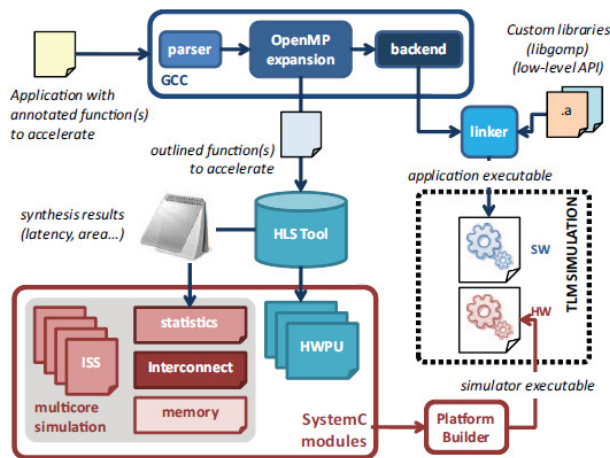 parser
OpenMP
expansion
backend
GCC
Custom libraries
(libgomp)
(low-level API)
.a
Application with
annotated function(s)
to accelerate
linker
outlined function(s)
to accelerate
application executable
synthesis results
(latency, area...)
HLS Tool
SW
HW
TLM SIMULATION
statistics
ISS
Interconnect
HWPU
memory
multicore
simulation
SystemC
modules
simulator executable
Platform
Builder